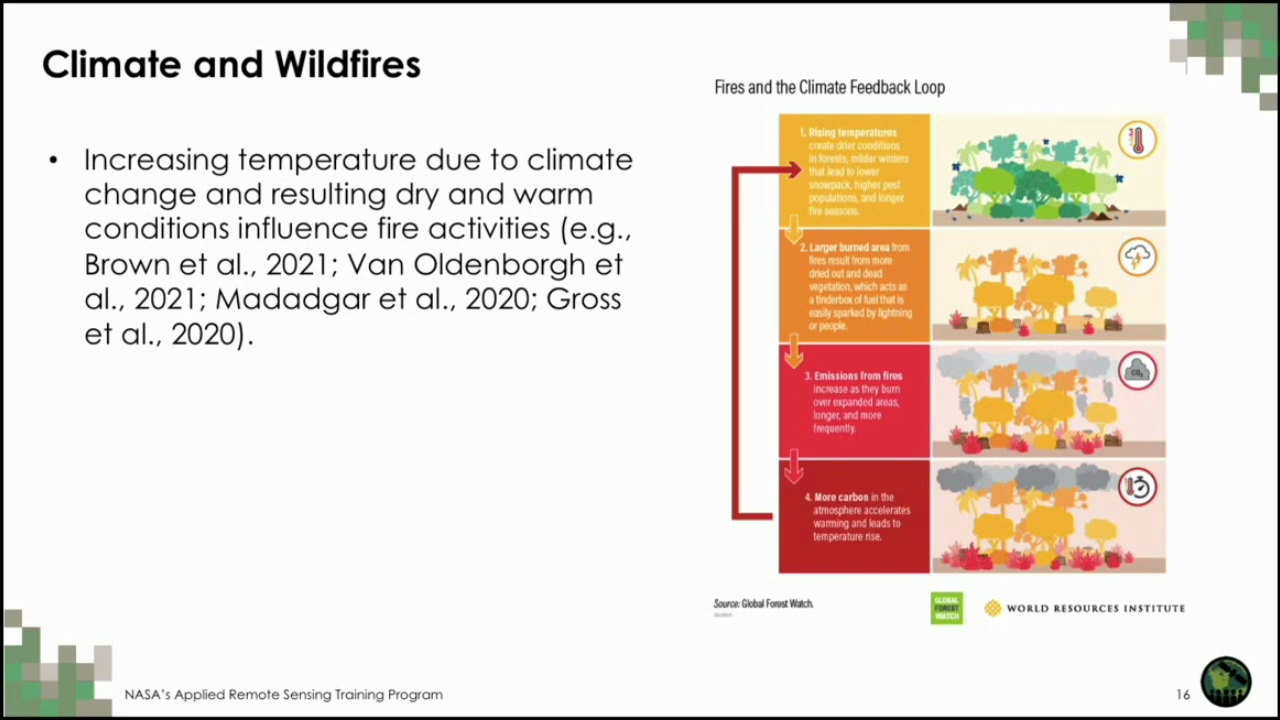 Climate and Wildfires
• Increasing temperature due to climate
change and resulting dry and warm
conditions influence fire activities (e.g.,
Brown et al., 2021; Van Oldenborgh et
al., 2021; Madadgar et al., 2020; Gross
et al., 2020).
Fires and the Climate Feedback Loop
1. Rising temperatures
create drier conditions
in forests, milder winters
that lead to lower
snowpack, higher pest
populations, and longer
fire seasons.
2. Larger burned area from
fires result from more
dried out and dead
vegetation, which acts as
a tinderbox of fuel that is
easily sparked by lightning
or people.
3. Emissions from fires
increase as they burn
over expanded areas,
longer, and more
frequently.
CO₂
4. More carbon in the
atmosphere accelerates
warming and leads to
temperature rise.
Source: Global Forest Watch.
GLOBAL
FOREST
WATCH
WORLD RESOURCES INSTITUTE
NASA's Applied Remote Sensing Training Program
16